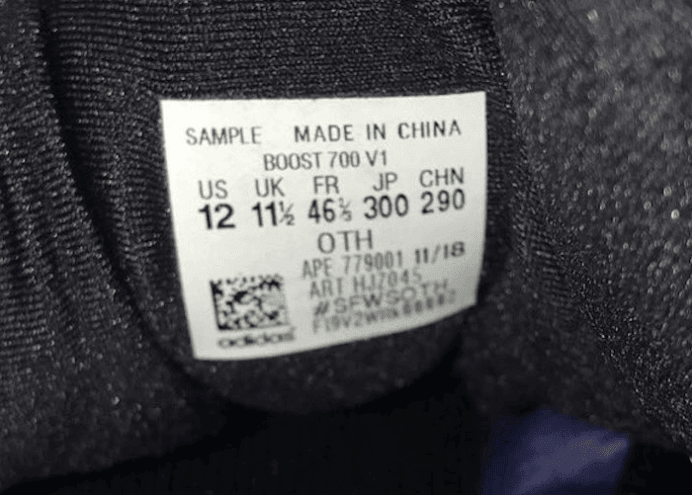 SAMPLE MADE IN CHINA
BOOST 700 V1
US UK FR JP CHN
12 11½ 46⅔ 300 290
OTH
APE 779001 11/18
ART HJ7045
#SFWSOTH
adidas